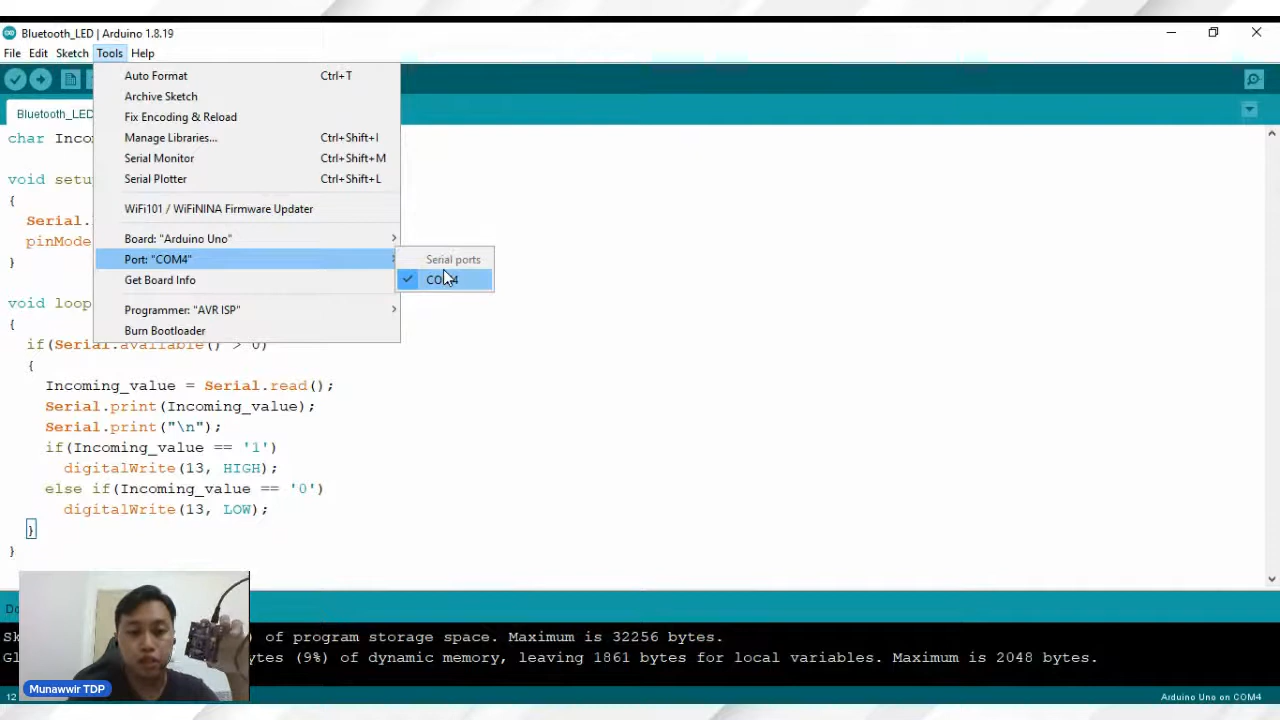 Bluetooth_LED | Arduino 1.8.19
File Edit Sketch Tools Help
Auto Format Ctrl+T
Archive Sketch
Fix Encoding & Reload
Manage Libraries... Ctrl+Shift+I
Serial Monitor Ctrl+Shift+M
Serial Plotter Ctrl+Shift+L
WiFi101 / WiFiNINA Firmware Updater
Board: "Arduino Uno"
Port: "COM4"
Get Board Info
Programmer: "AVR ISP"
Burn Bootloader
Serial ports
COM4
Bluetooth_LED
char Inco
void setu
{
Serial.
pinMode
}
void loop
{
if(Serial.available() > 0)
{
Incoming_value = Serial.read();
Serial.print(Incoming_value);
Serial.print("\n");
if(Incoming_value == '1')
digitalWrite(13, HIGH);
else if(Incoming_value == '0')
digitalWrite(13, LOW);
}
}
) of program storage space. Maximum is 32256 bytes.
ytes (9%) of dynamic memory, leaving 1861 bytes for local variables. Maximum is 2048 bytes.
Munawwir TDP
12
Arduino Uno on COM4